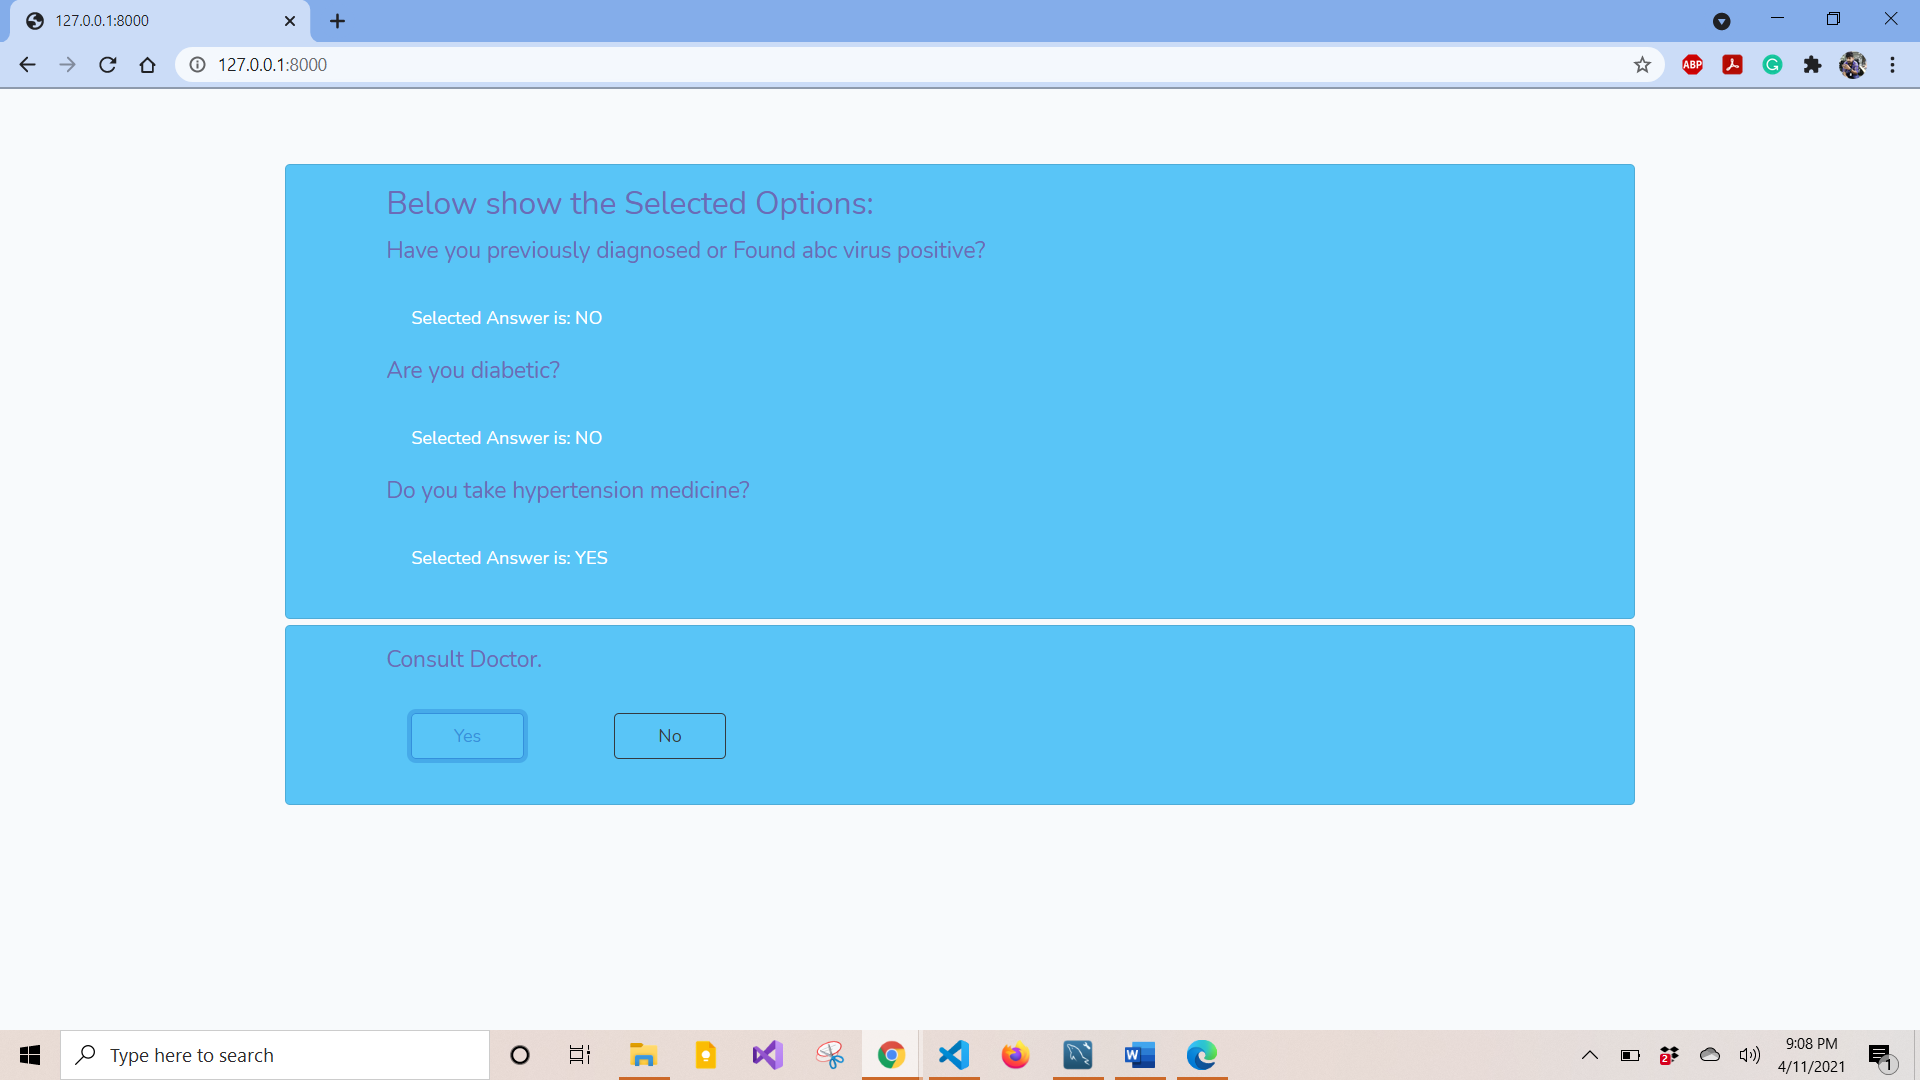 127.0.0.1:8000
127.0.0.1:8000
ABP
Below show the Selected Options:
Have you previously diagnosed or Found abc virus positive?
Selected Answer is: NO
Are you diabetic?
Selected Answer is: NO
Do you take hypertension medicine?
Selected Answer is: YES
Consult Doctor.
Yes No
Type here to search
W
2
9:08 PM
4/11/2021
1